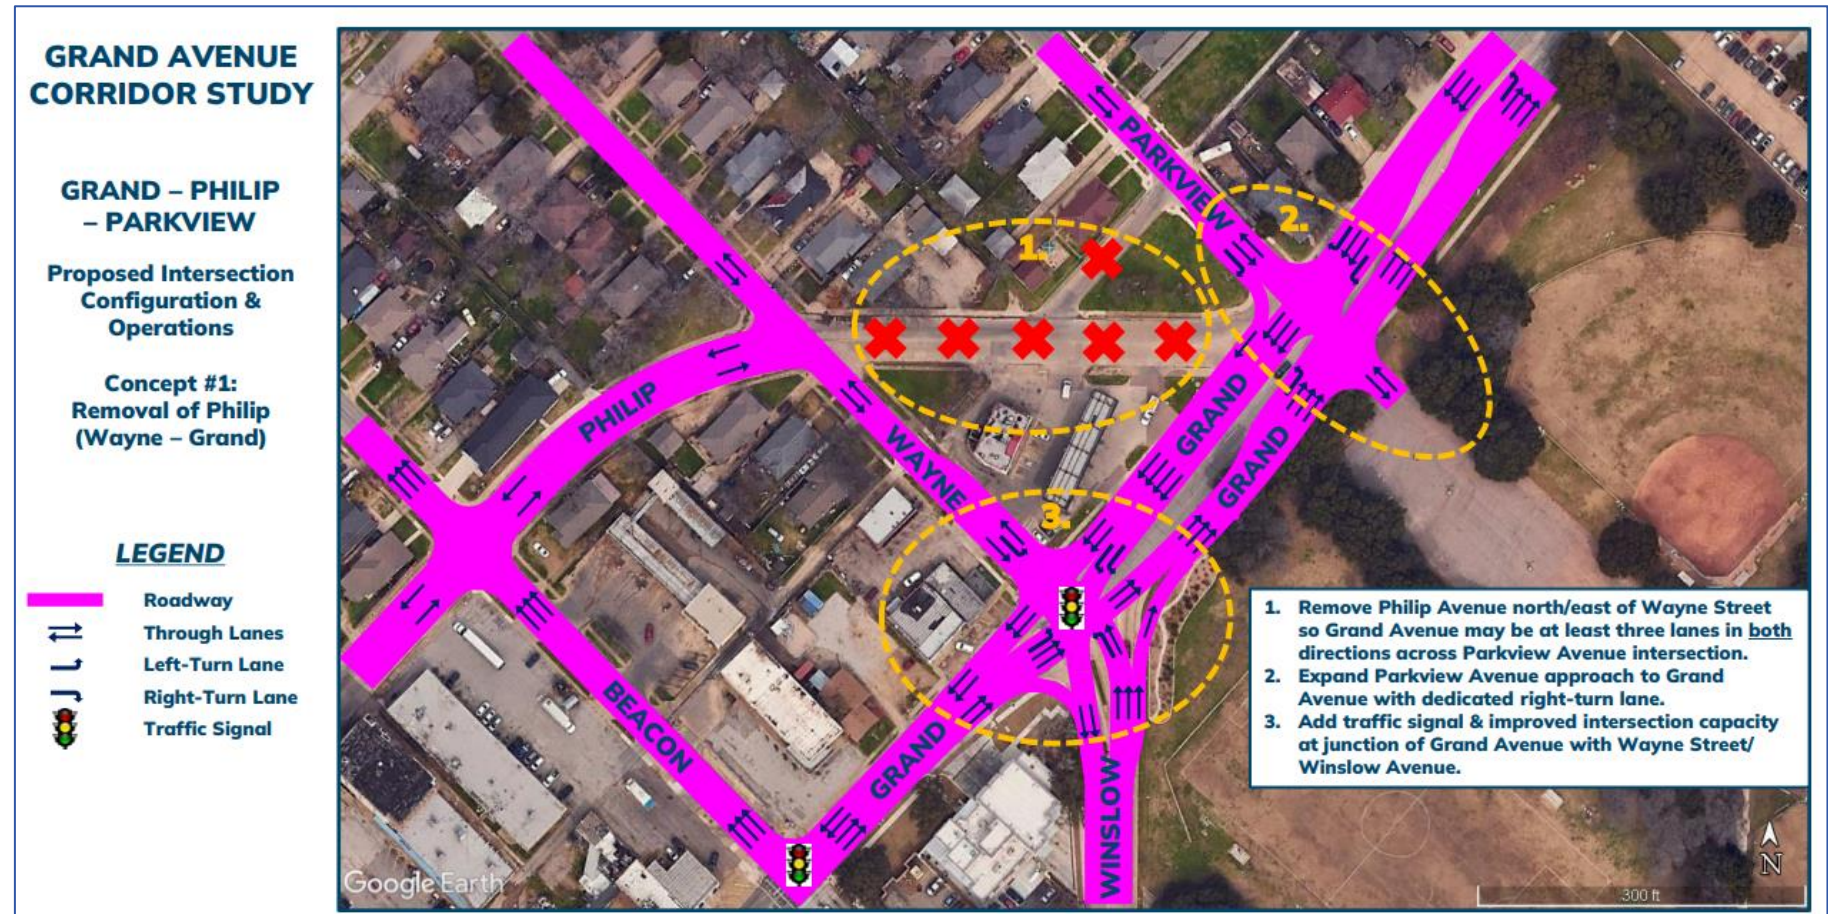 GRAND AVENUE
CORRIDOR STUDY
GRAND – PHILIP
– PARKVIEW
Proposed Intersection
Configuration &
Operations
Concept #1:
Removal of Philip
(Wayne – Grand)
LEGEND
Roadway
Through Lanes
Left-Turn Lane
Right-Turn Lane
Traffic Signal
PARKVIEW
1.
2.
PHILIP
GRAND
WAYNE
GRAND
3.
BEACON
GRAND
WINSLOW
1. Remove Philip Avenue north/east of Wayne Street
so Grand Avenue may be at least three lanes in both
directions across Parkview Avenue intersection.
2. Expand Parkview Avenue approach to Grand
Avenue with dedicated right-turn lane.
3. Add traffic signal & improved intersection capacity
at junction of Grand Avenue with Wayne Street/
Winslow Avenue.
N
Google Earth
300 ft